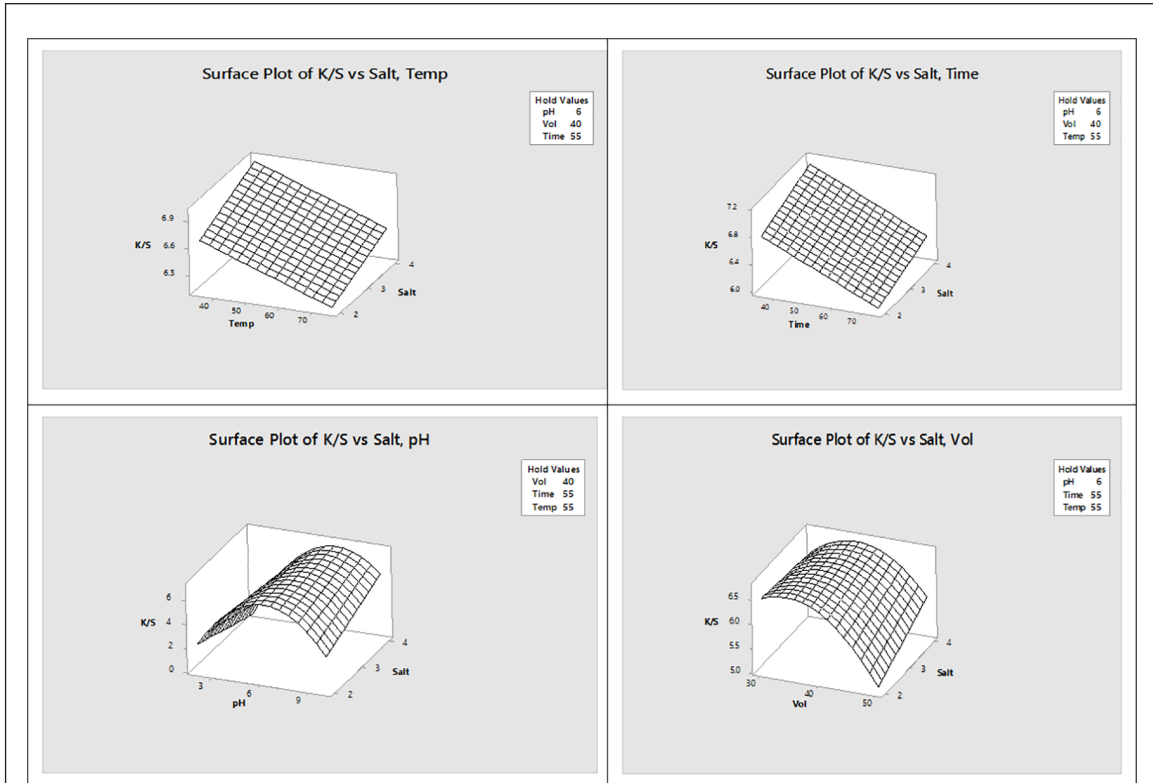 Surface Plot of K/S vs Salt, Temp
Hold Values
pH 6
Vol 40
Time 55
6.9
K/S 6.6
6.3
40
50
60
70
Temp
2
3
4
Salt
Surface Plot of K/S vs Salt, Time
Hold Values
pH 6
Vol 40
Temp 55
7.2
6.8
K/S
6.4
6.0
40
50
60
70
Time
2
3
4
Salt
Surface Plot of K/S vs Salt, pH
Hold Values
Vol 40
Time 55
Temp 55
6
K/S 4
2
0
3
6
9
pH
2
3
4
Salt
Surface Plot of K/S vs Salt, Vol
Hold Values
pH 6
Time 55
Temp 55
6.5
K/S 6.0
5.5
5.0
30
40
50
Vol
2
3
4
Salt